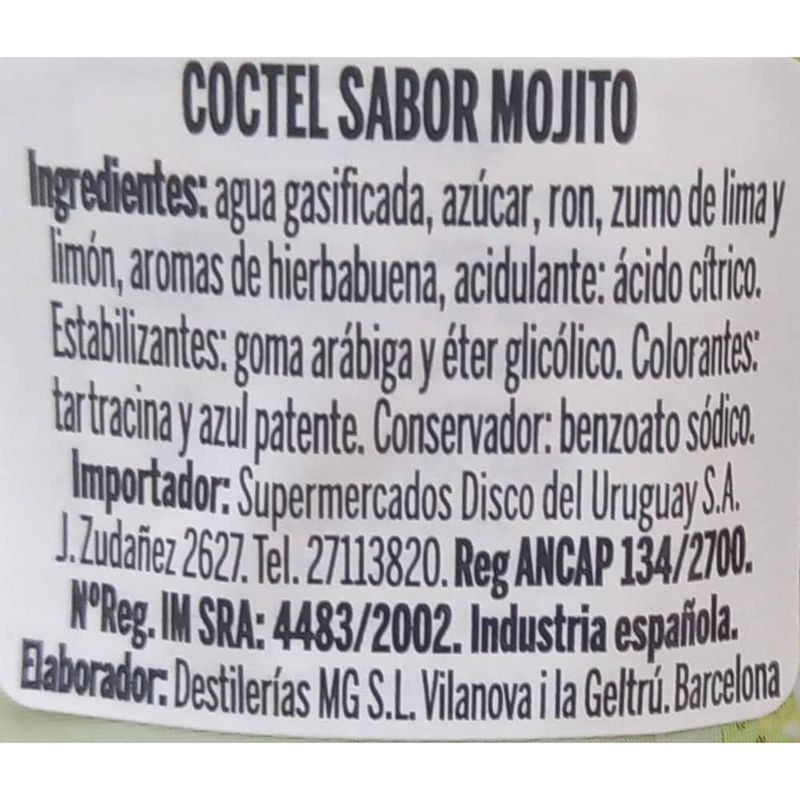 COCTEL SABOR MOJITO
Ingredientes: agua gasificada, azúcar, ron, zumo de lima y
limón, aromas de hierbabuena, acidulante: ácido cítrico.
Estabilizantes: goma arábiga y éter glicólico. Colorantes:
tartracina y azul patente. Conservador: benzoato sódico.
Importador: Supermercados Disco del Uruguay S.A.
J. Zudañez 2627. Tel. 27113820. Reg ANCAP 134/2700.
NºReg. IM SRA: 4483/2002. Industria española.
Elaborador: Destilerías MG S.L. Vilanova i la Geltrú. Barcelona